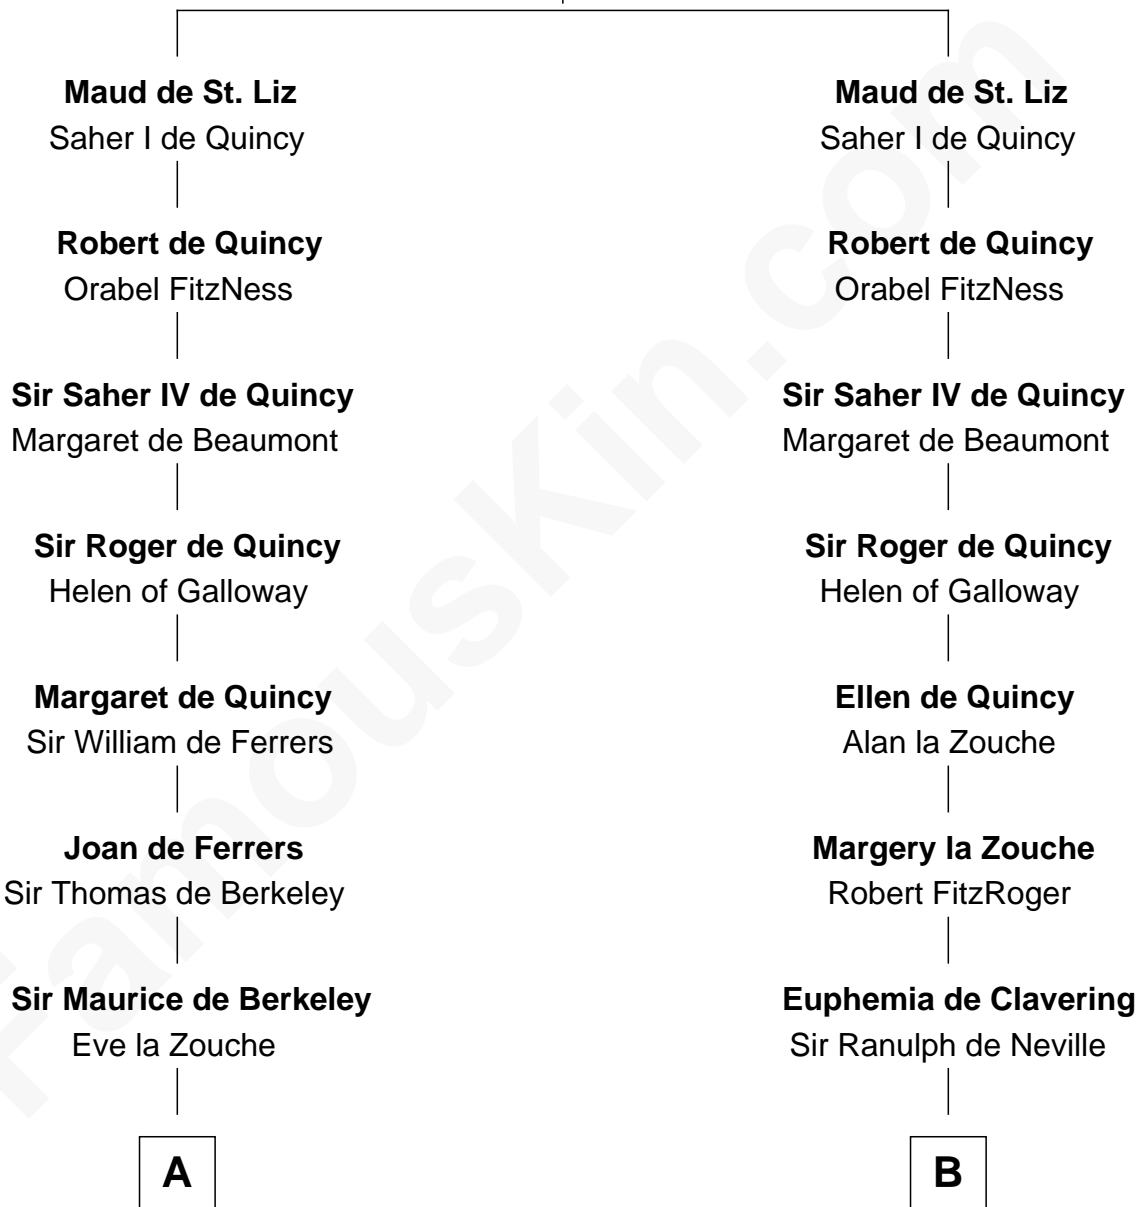 Maud de St. Liz
Saher I de Quincy
Robert de Quincy
Orabel FitzNess
Sir Saher IV de Quincy
Margaret de Beaumont
Sir Roger de Quincy
Helen of Galloway
Margaret de Quincy
Sir William de Ferrers
Joan de Ferrers
Sir Thomas de Berkeley
Sir Maurice de Berkeley
Eve la Zouche
A
Maud de St. Liz
Saher I de Quincy
Robert de Quincy
Orabel FitzNess
Sir Saher IV de Quincy
Margaret de Beaumont
Sir Roger de Quincy
Helen of Galloway
Ellen de Quincy
Alan la Zouche
Margery la Zouche
Robert FitzRoger
Euphemia de Clavering
Sir Ranulph de Neville
B
FamousKin.com